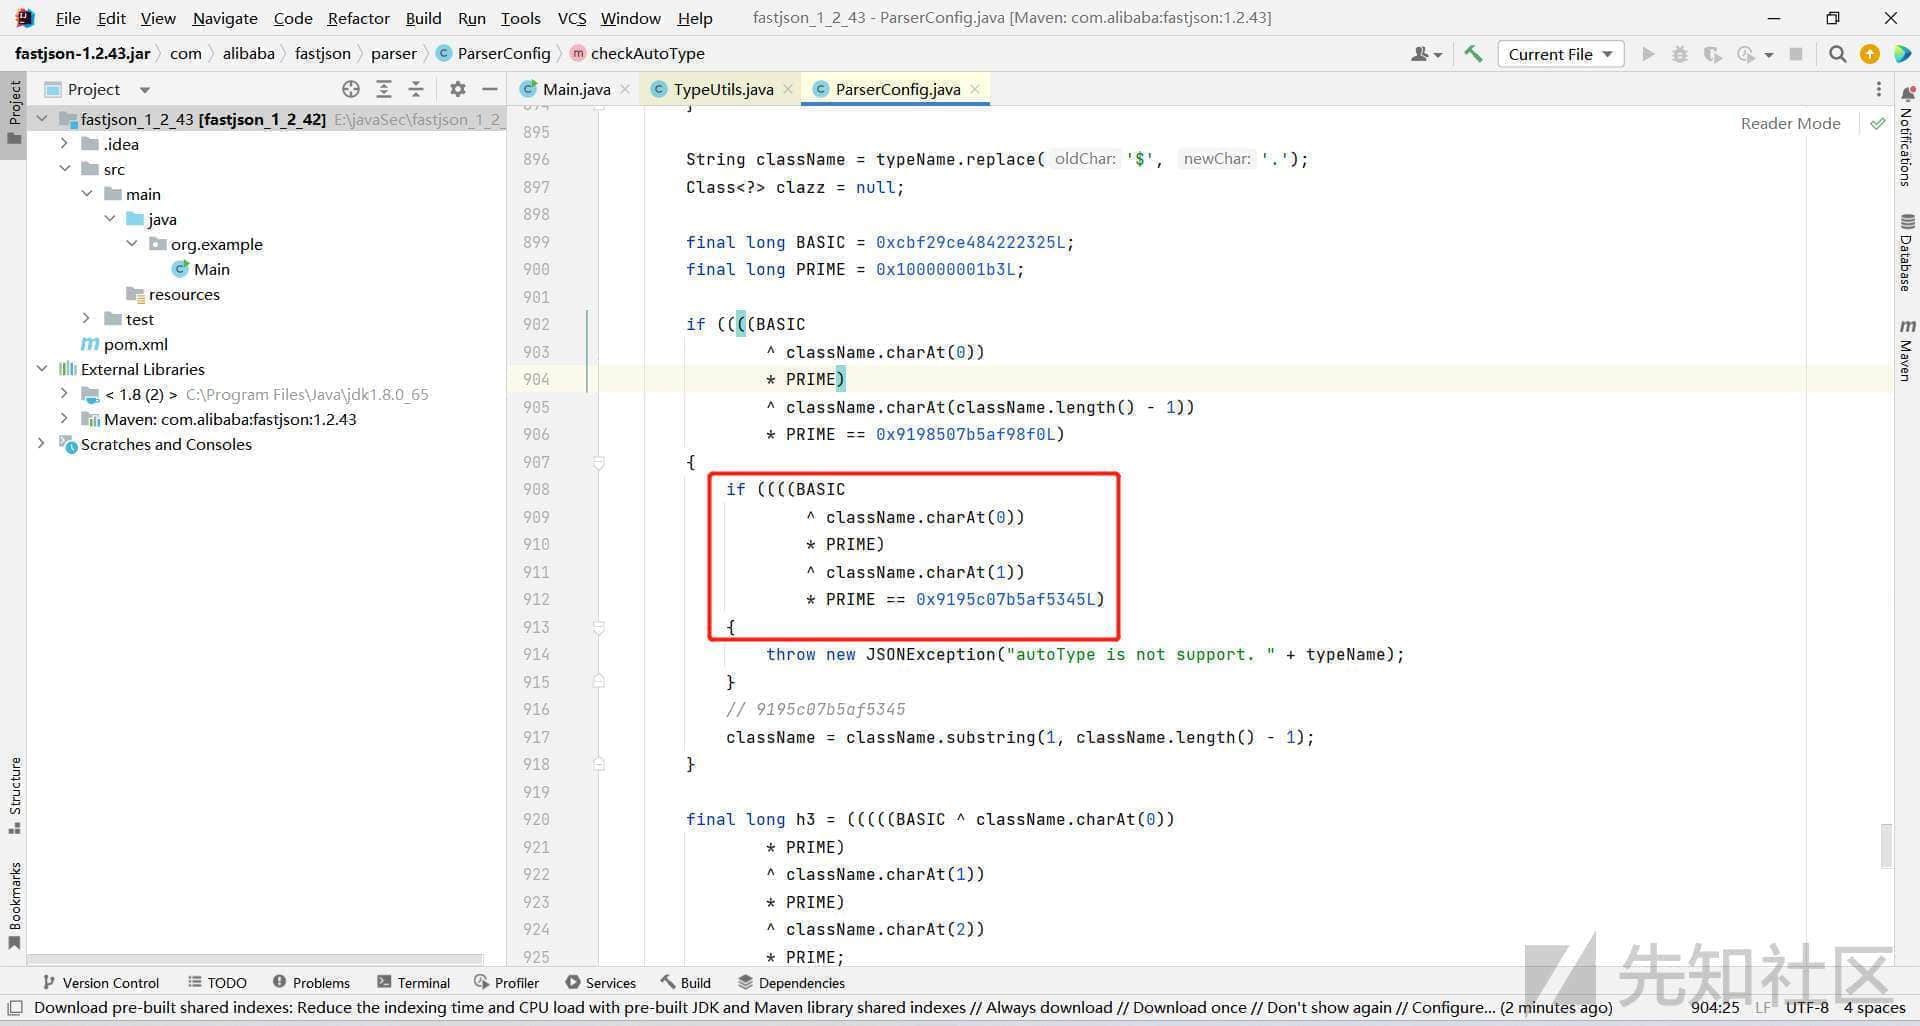 File Edit View Navigate Code Refactor Build Run Tools VCS Window Help fastjson_1_2_43 - ParserConfig.java [Maven: com.alibaba:fastjson:1.2.43]
fastjson-1.2.43.jar com alibaba fastjson parser ParserConfig checkAutoType Current File
Project
Main.java TypeUtils.java ParserConfig.java
Project
fastjson_1_2_43 [fastjson_1_2_42] E:\javaSec\fastjson_1_2_
.idea
src
main
java
org.example
Main
resources
test
pom.xml
External Libraries
< 1.8 (2) > C:\Program Files\Java\jdk1.8.0_65
Maven: com.alibaba:fastjson:1.2.43
Scratches and Consoles
Structure
Bookmarks
Reader Mode
894 }
895
896 String className = typeName.replace( oldChar: '$', newChar: '.');
897 Class<?> clazz = null;
898
899 final long BASIC = 0xcbf29ce484222325L;
900 final long PRIME = 0x100000001b3L;
901
902 if ((((BASIC
903 ^ className.charAt(0))
904 * PRIME)
905 ^ className.charAt(className.length() - 1))
906 * PRIME == 0x9198507b5af98f0L)
907 {
908 if ((((BASIC
909 ^ className.charAt(0))
910 * PRIME)
911 ^ className.charAt(1))
912 * PRIME == 0x9195c07b5af5345L)
913 {
914 throw new JSONException("autoType is not support. " + typeName);
915 }
916 // 9195c07b5af5345
917 className = className.substring(1, className.length() - 1);
918 }
919
920 final long h3 = (((((BASIC ^ className.charAt(0))
921 * PRIME)
922 ^ className.charAt(1))
923 * PRIME)
924 ^ className.charAt(2))
925 * PRIME;
Notifications
Database
m Maven
先知社区
Version Control TODO Problems Terminal Profiler Services Build Dependencies
Download pre-built shared indexes: Reduce the indexing time and CPU load with pre-built JDK and Maven library shared indexes // Always download // Download once // Don't show again // Configure... (2 minutes ago) 904:25 LF UTF-8 4 spaces